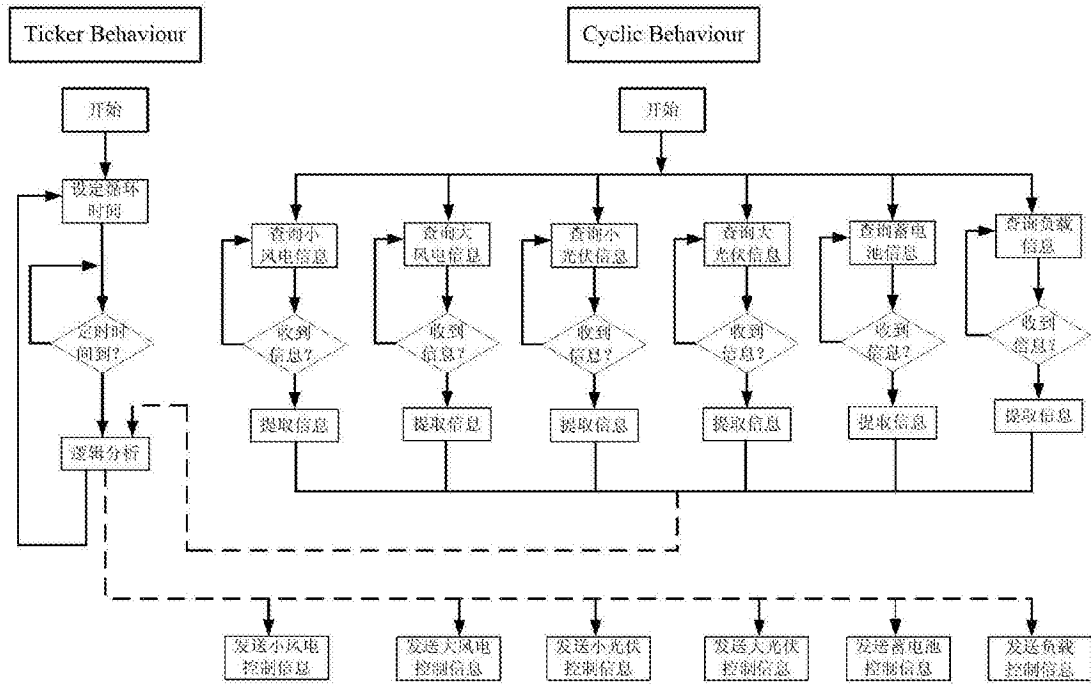 Ticker Behaviour
Cyclic Behaviour
开始
开始
设定循环
时间
查询小
风电信息
查询大
风电信息
查询小
光伏信息
查询大
光伏信息
查询蓄电
池信息
查询负载
信息
定时时
间到?
收到
信息?
收到
信息?
收到
信息?
收到
信息?
收到
信息?
收到
信息?
提取信息
提取信息
提取信息
提取信息
提取信息
提取信息
逻辑分析
发送小风电
控制信息
发送大风电
控制信息
发送小光伏
控制信息
发送大光伏
控制信息
发送蓄电池
控制信息
发送负载
控制信息